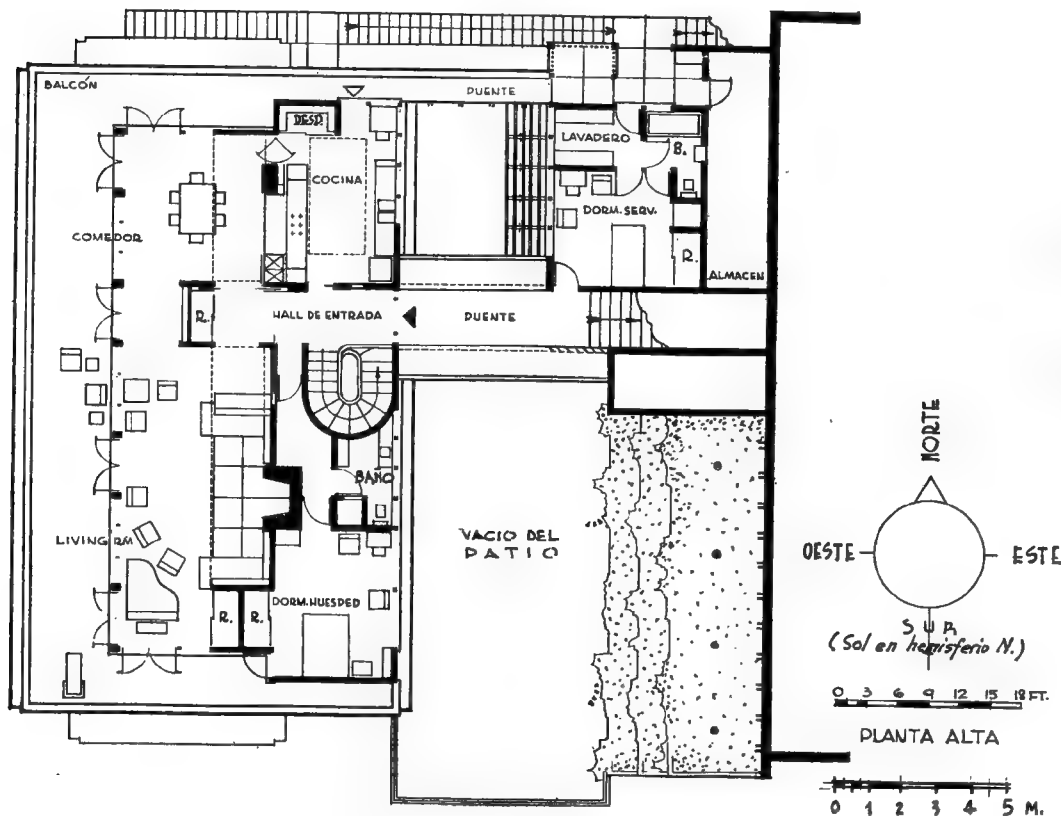 BALCÓN
PUENTE
DESP.
LAVADERO
B.
COCINA
DORM. SERV.
COMEDOR
R.
ALMACEN
R.
HALL DE ENTRADA
PUENTE
NORTE
BAÑO
VACIO DEL
PATIO
LIVING RM
OESTE
ESTE
R.
R.
DORM. HUESPED
SUR
(Sol en hemisferio N.)
0 3 6 9 12 15 18 FT.
PLANTA ALTA
0 1 2 3 4 5 M.